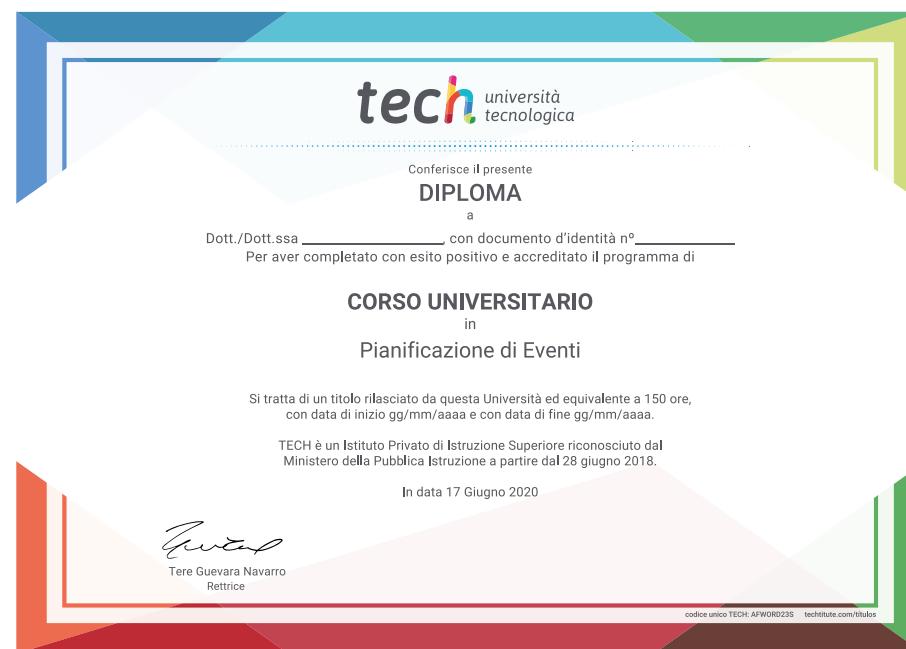 tech università
tecnologica
Conferisce il presente
DIPLOMA
a
Dott./Dott.ssa ____________________, con documento d'identità nº______________
Per aver completato con esito positivo e accreditato il programma di
CORSO UNIVERSITARIO
in
Pianificazione di Eventi
Si tratta di un titolo rilasciato da questa Università ed equivalente a 150 ore,
con data di inizio gg/mm/aaaa e con data di fine gg/mm/aaaa.
TECH è un Istituto Privato di Istruzione Superiore riconosciuto dal
Ministero della Pubblica Istruzione a partire dal 28 giugno 2018.
In data 17 Giugno 2020
Tere Guevara Navarro
Rettrice
codice unico TECH: AFWORD23S techtitute.com/titulos